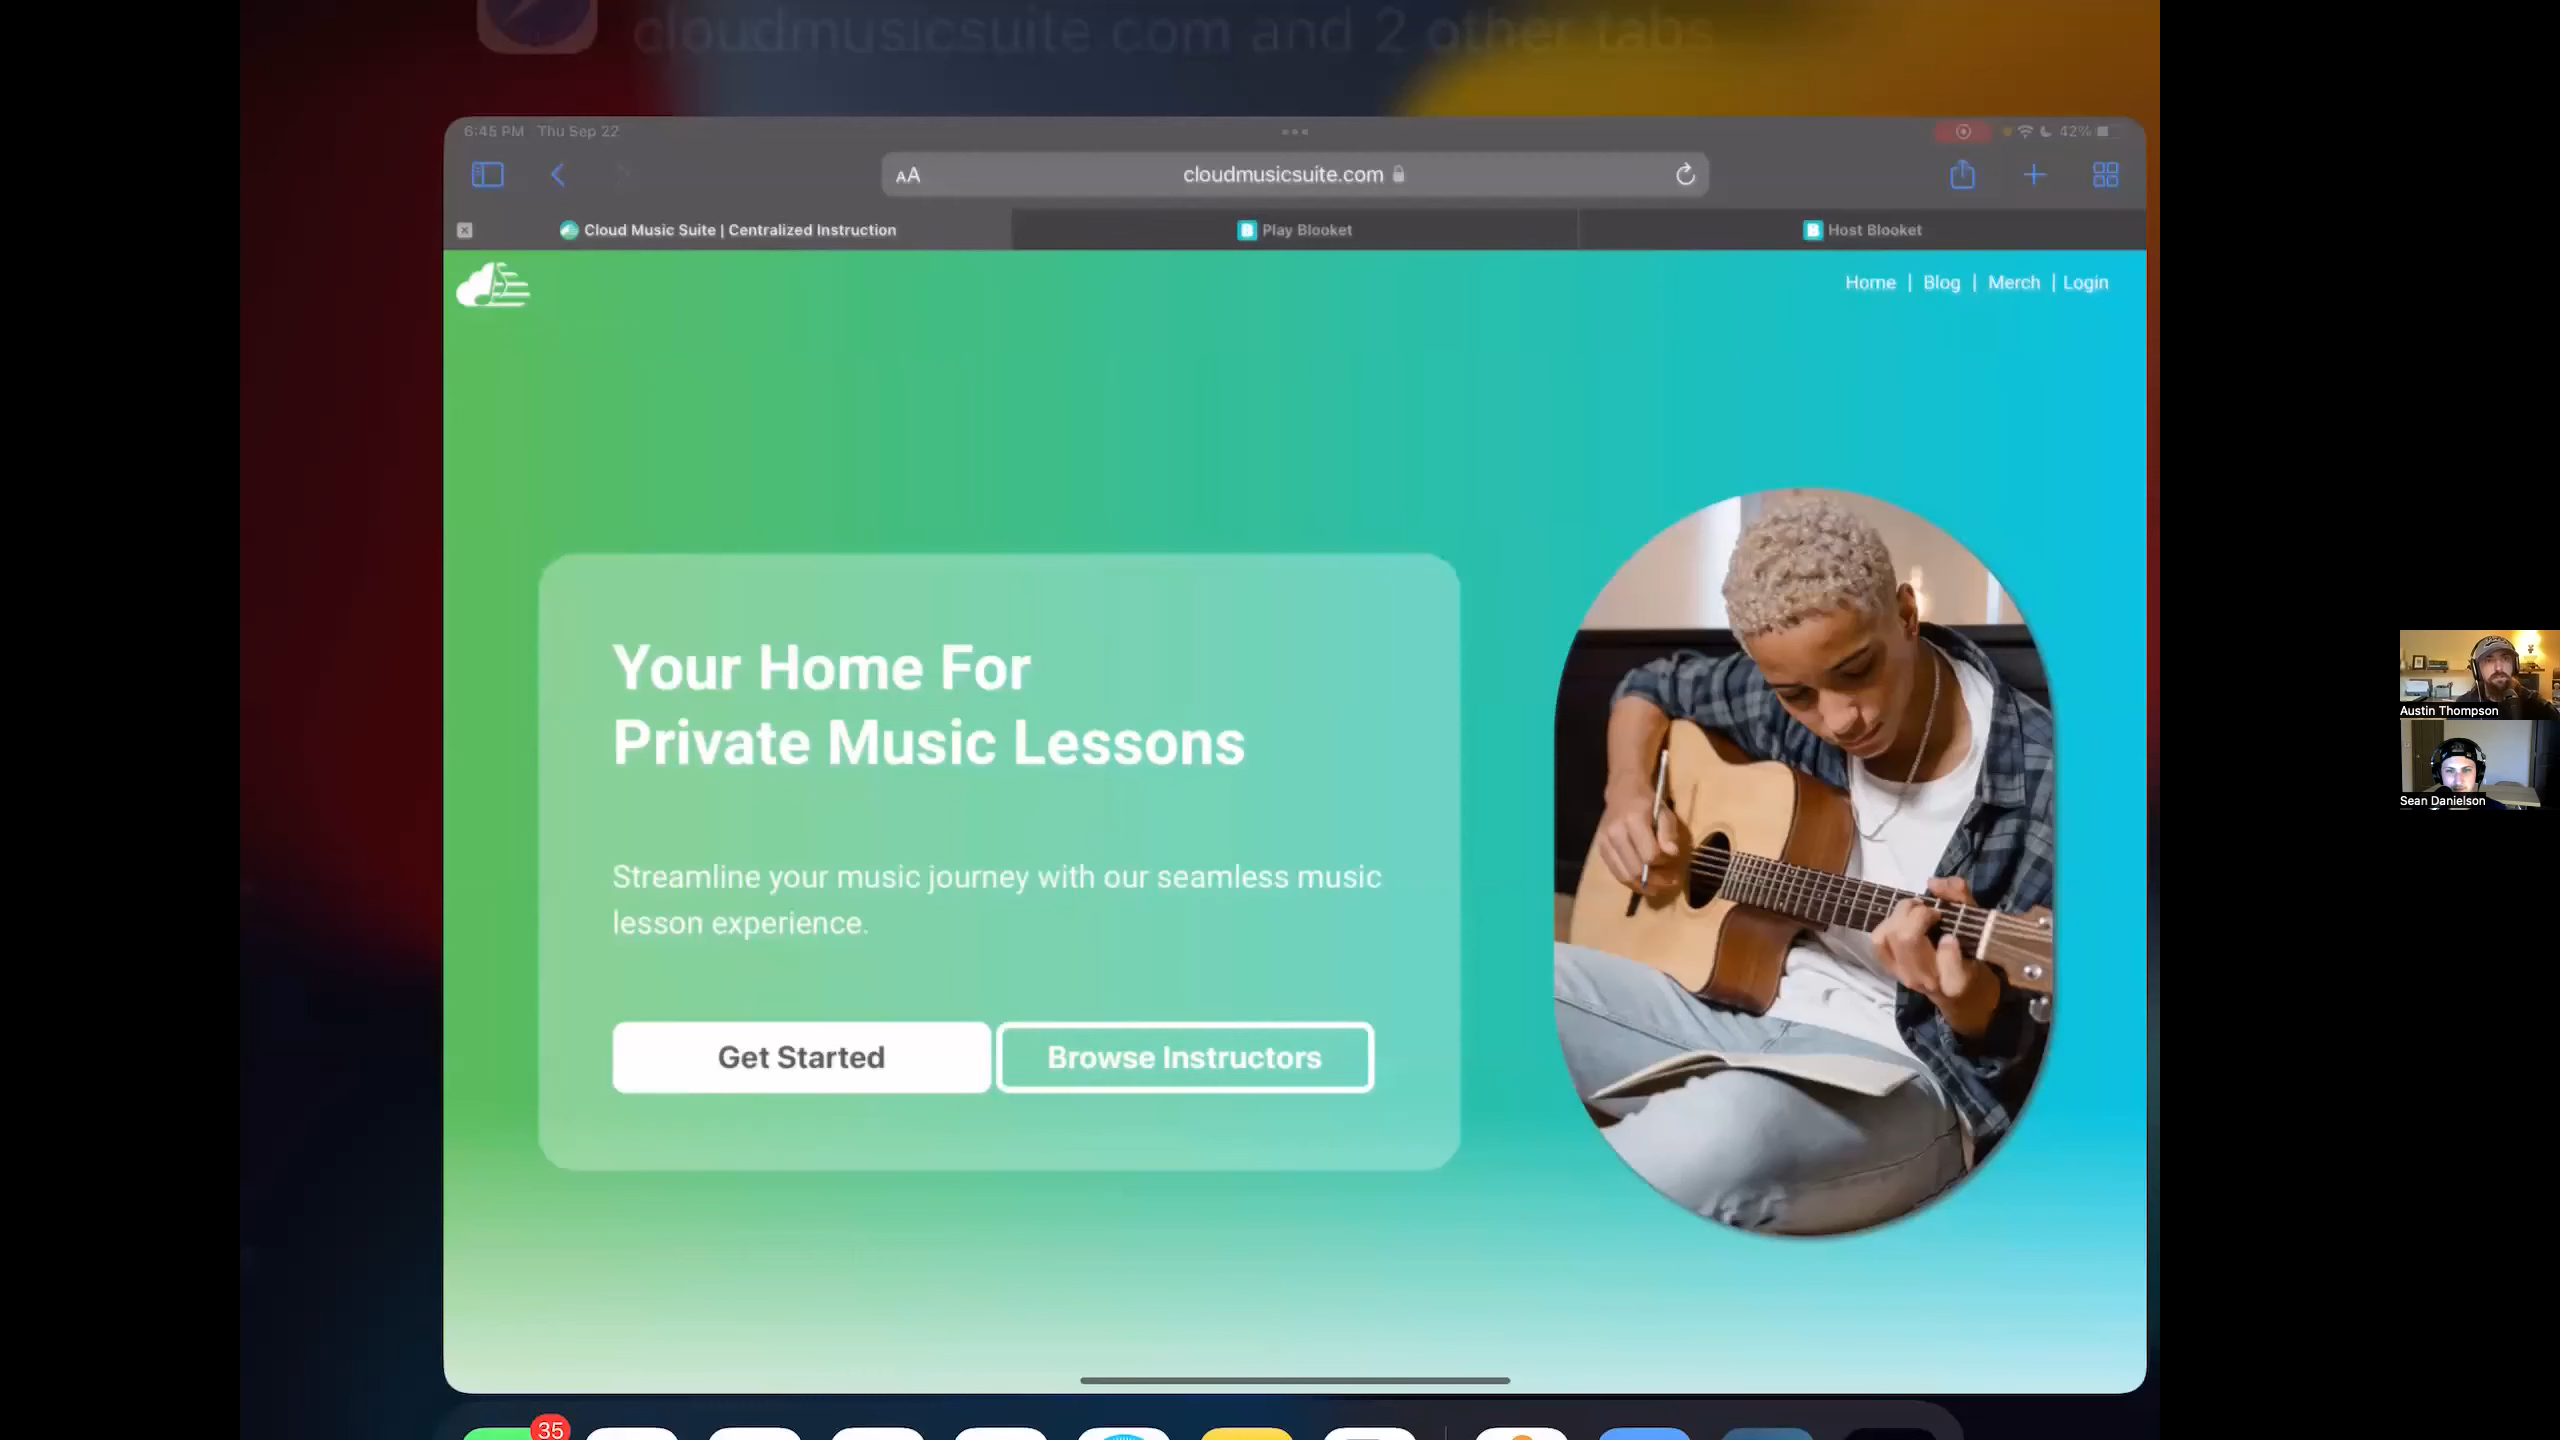 cloudmusicsuite com and 2 other tabs
6:45 PM Thu Sep 22
42%
AA
cloudmusicsuite.com
Cloud Music Suite | Centralized Instruction
Play Blooket
Host Blooket
Home | Blog | Merch | Login
Your Home For
Private Music Lessons
Streamline your music journey with our seamless music
lesson experience.
Get Started
Browse Instructors
Austin Thompson
Sean Danielson
35